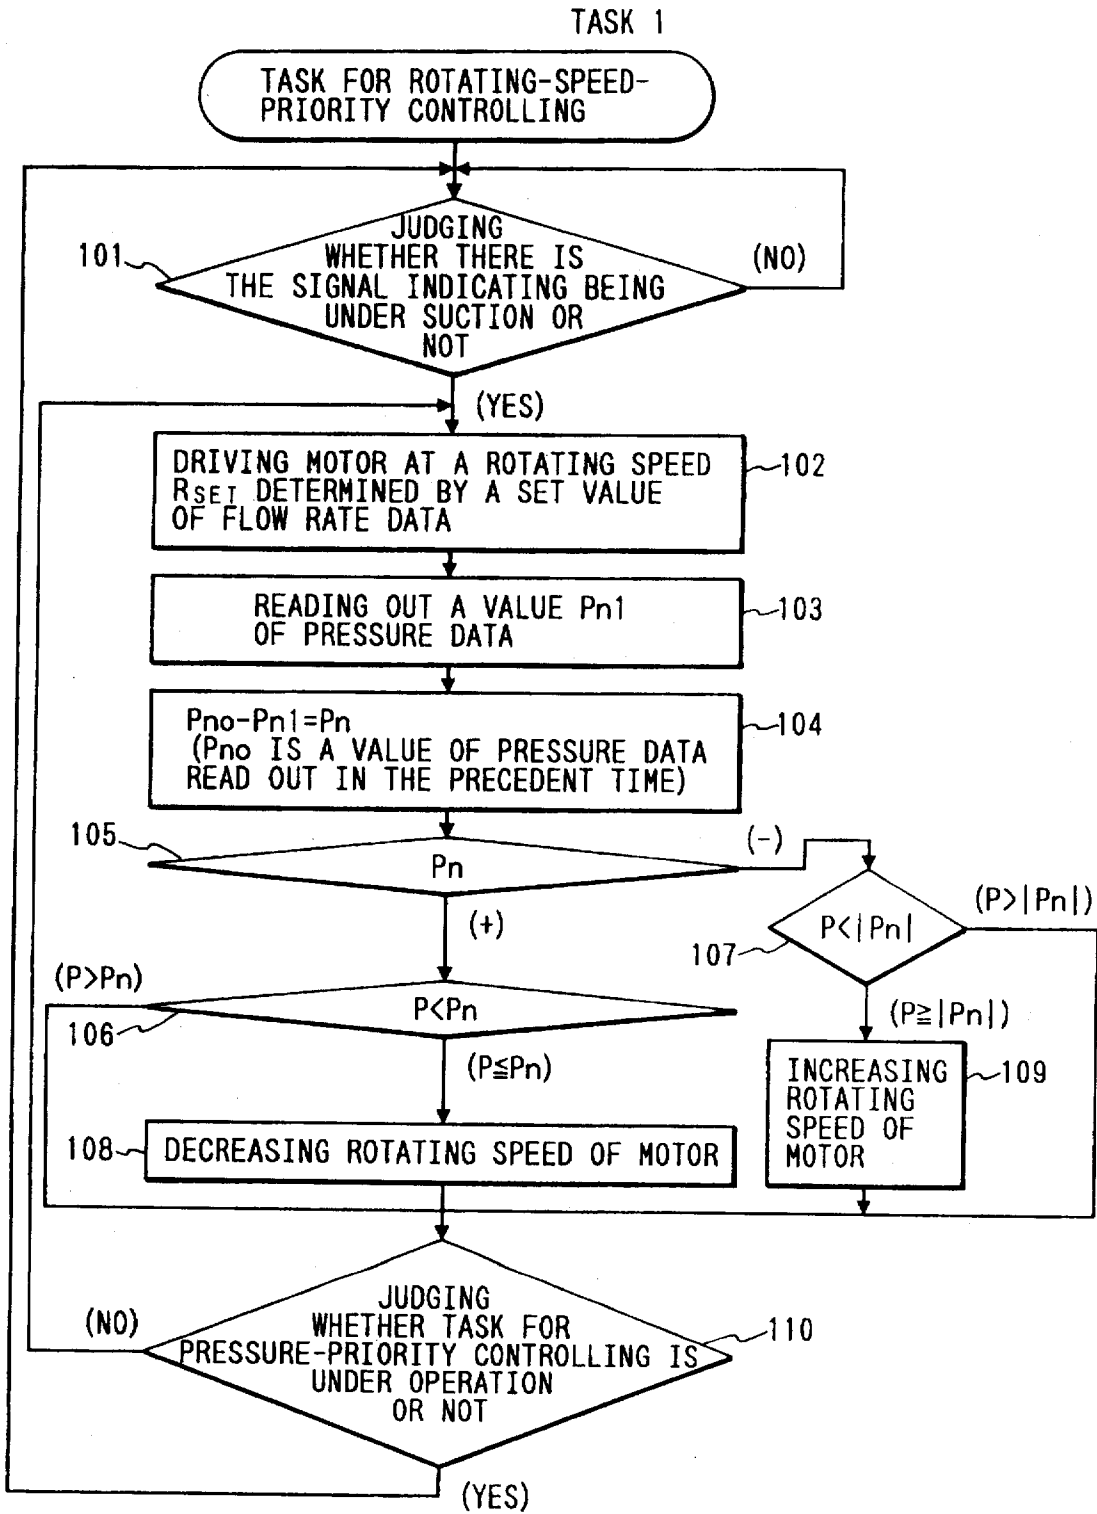 TASK 1
TASK FOR ROTATING-SPEED-
PRIORITY CONTROLLING
101
JUDGING
WHETHER THERE IS
THE SIGNAL INDICATING BEING
UNDER SUCTION OR
NOT
(NO)
(YES)
DRIVING MOTOR AT A ROTATING SPEED
RSET DETERMINED BY A SET VALUE
OF FLOW RATE DATA
102
READING OUT A VALUE Pn1
OF PRESSURE DATA
103
Pno-Pn1=Pn
(Pno IS A VALUE OF PRESSURE DATA
READ OUT IN THE PRECEDENT TIME)
104
105
Pn
(-)
(+)
107
P<|Pn|
(P>|Pn|)
(P>Pn)
106
P<Pn
(P≧|Pn|)
(P≦Pn)
INCREASING
ROTATING
SPEED OF
MOTOR
109
108
DECREASING ROTATING SPEED OF MOTOR
(NO)
JUDGING
WHETHER TASK FOR
PRESSURE-PRIORITY CONTROLLING IS
UNDER OPERATION
OR NOT
110
(YES)